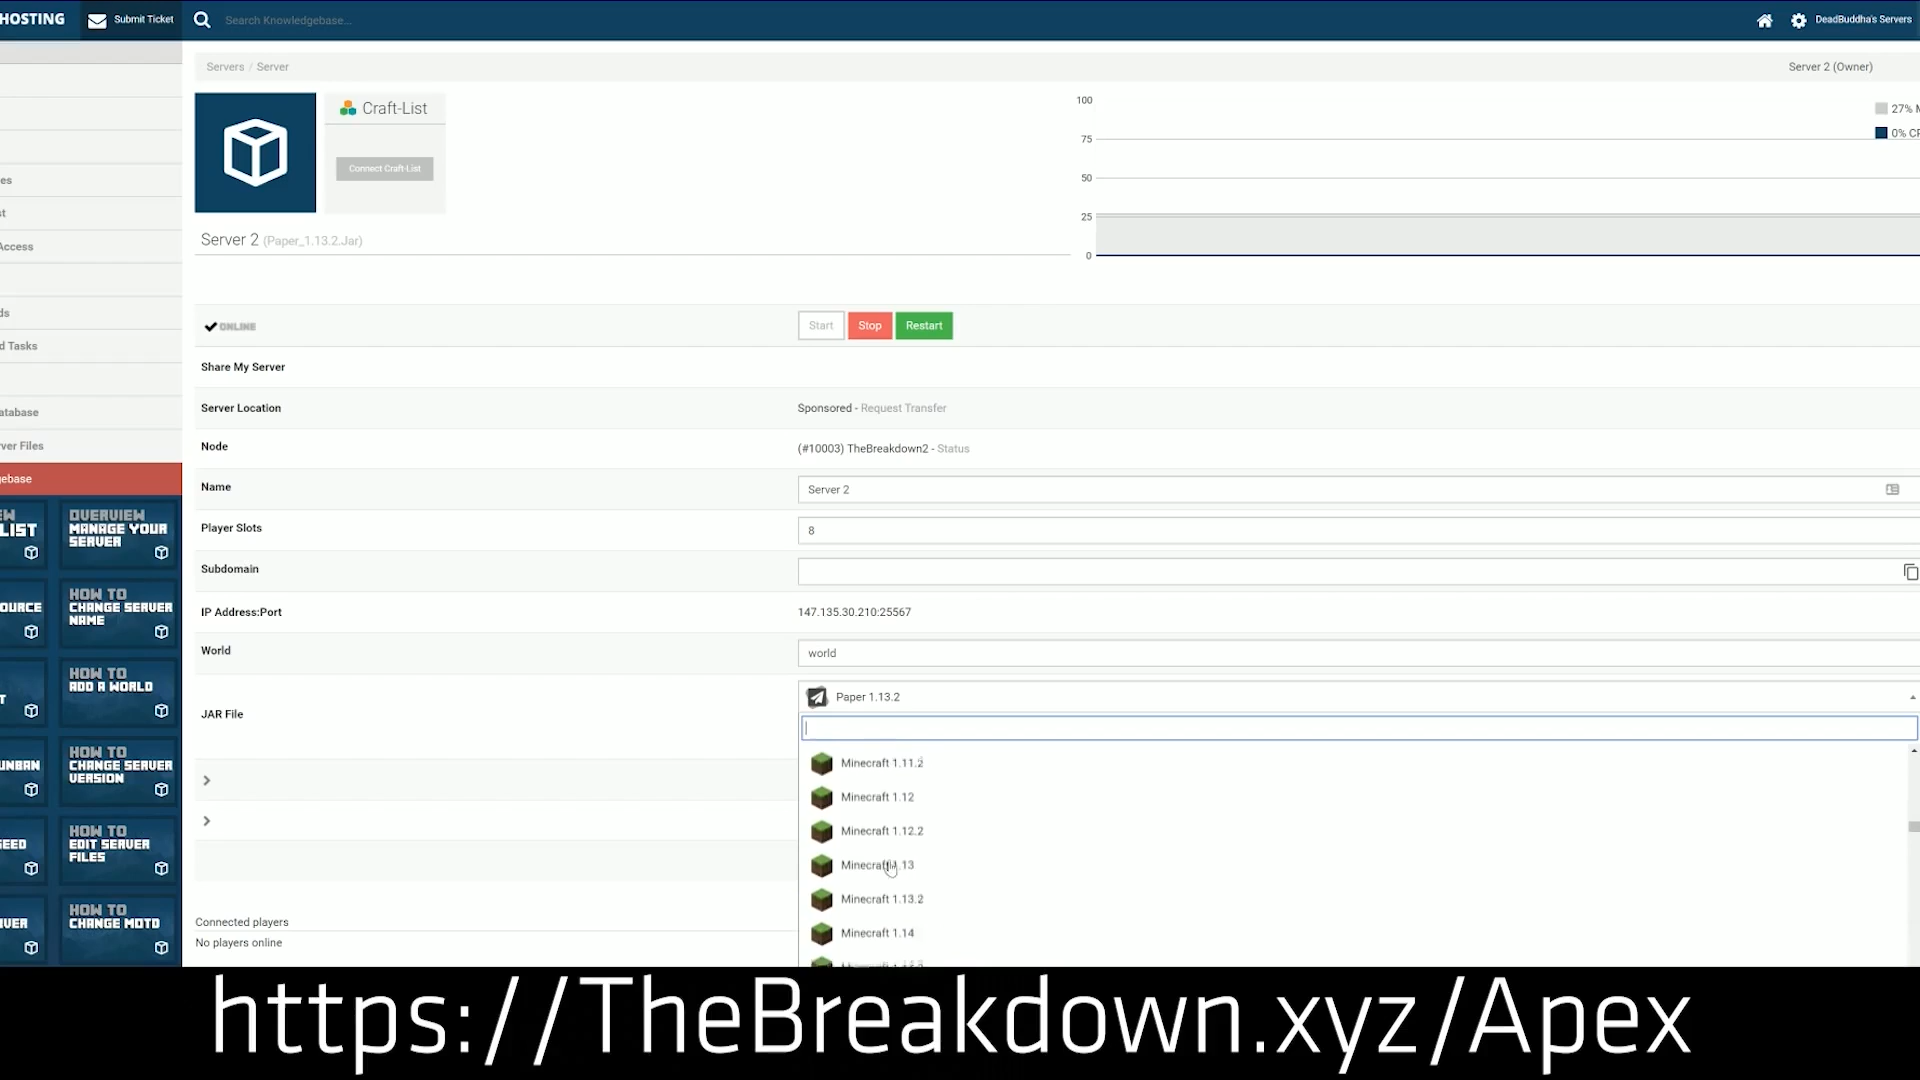 HOSTING
Submit Ticket
Search Knowledgebase...
DeadBuddha's Servers
Servers / Server
Server 2 (Owner)
Craft-List
Connect Craft-List
Server 2 (Paper_1.13.2.Jar)
100
75
50
25
0
27% M
0% CP
es
st
Access
ds
d Tasks
atabase
ver Files
gebase
ONLINE
Start
Stop
Restart
Share My Server
Server Location
Sponsored - Request Transfer
Node
(#10003) TheBreakdown2 - Status
Name
Server 2
Player Slots
8
Subdomain
IP Address:Port
147.135.30.210:25567
World
world
JAR File
Paper 1.13.2
Minecraft 1.11.2
Minecraft 1.12
Minecraft 1.12.2
Minecraft 1.13
Minecraft 1.13.2
Minecraft 1.14
Connected players
No players online
EW
LIST
OVERVIEW
MANAGE YOUR
SERVER
OURCE
HOW TO
CHANGE SERVER
NAME
T
HOW TO
ADD A WORLD
UNBAN
HOW TO
CHANGE SERVER
VERSION
SEED
HOW TO
EDIT SERVER
FILES
VER
HOW TO
CHANGE MOTD
https://TheBreakdown.xyz/Apex